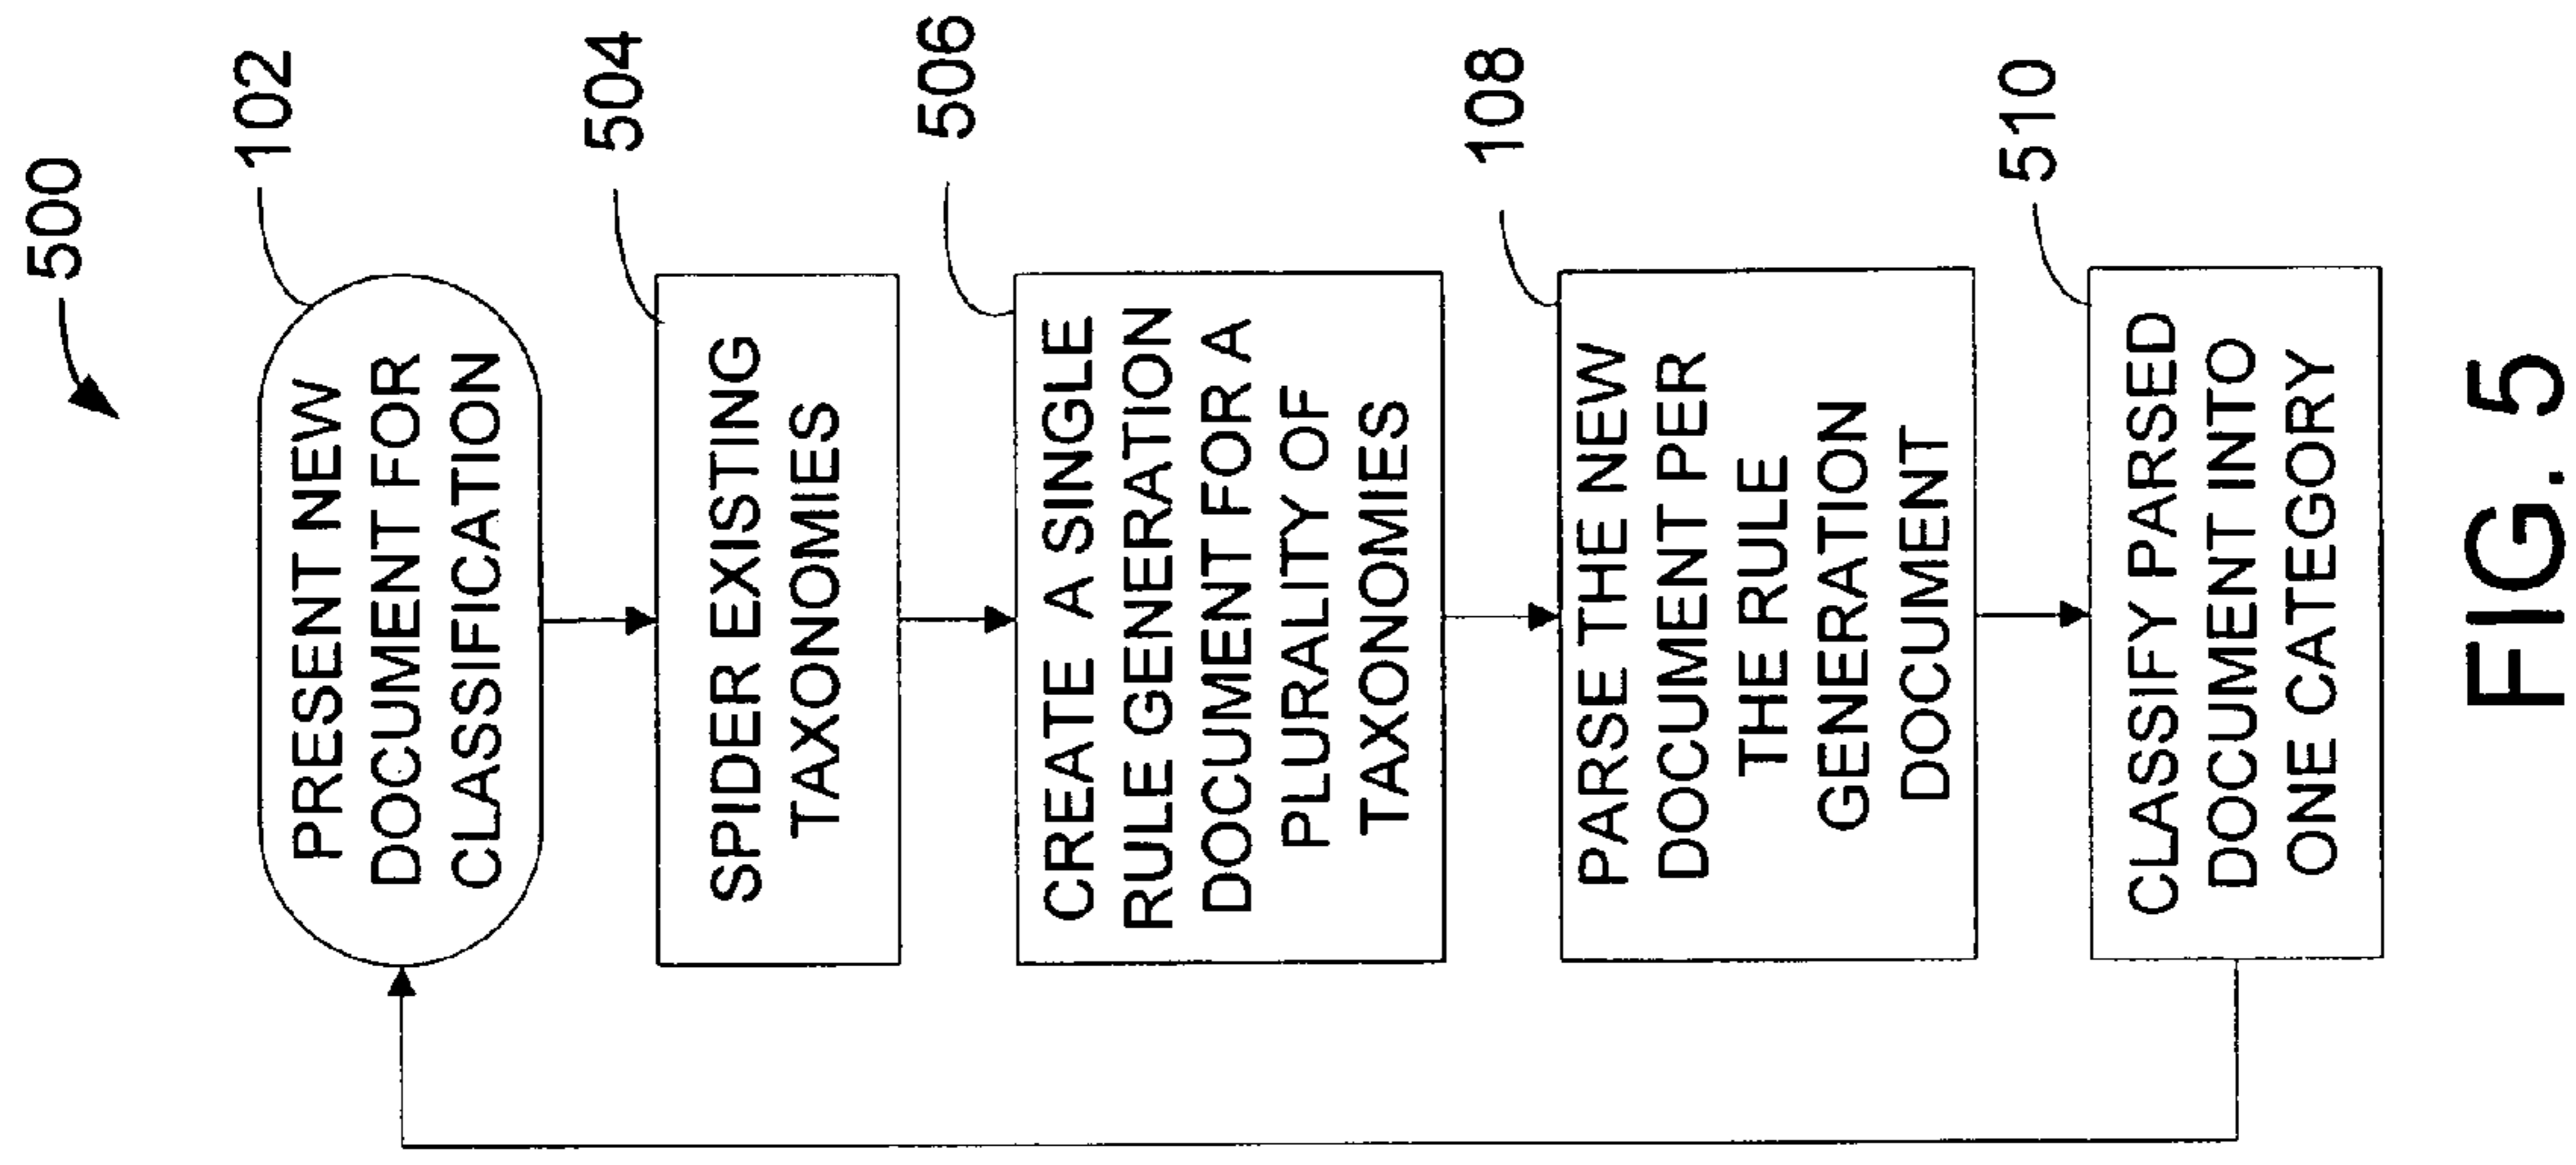 500
102
PRESENT NEW
DOCUMENT FOR
CLASSIFICATION
504
SPIDER EXISTING
TAXONOMIES
506
CREATE A SINGLE
RULE GENERATION
DOCUMENT FOR A
PLURALITY OF
TAXONOMIES
108
PARSE THE NEW
DOCUMENT PER
THE RULE
GENERATION
DOCUMENT
510
CLASSIFY PARSED
DOCUMENT INTO
ONE CATEGORY
FIG. 5